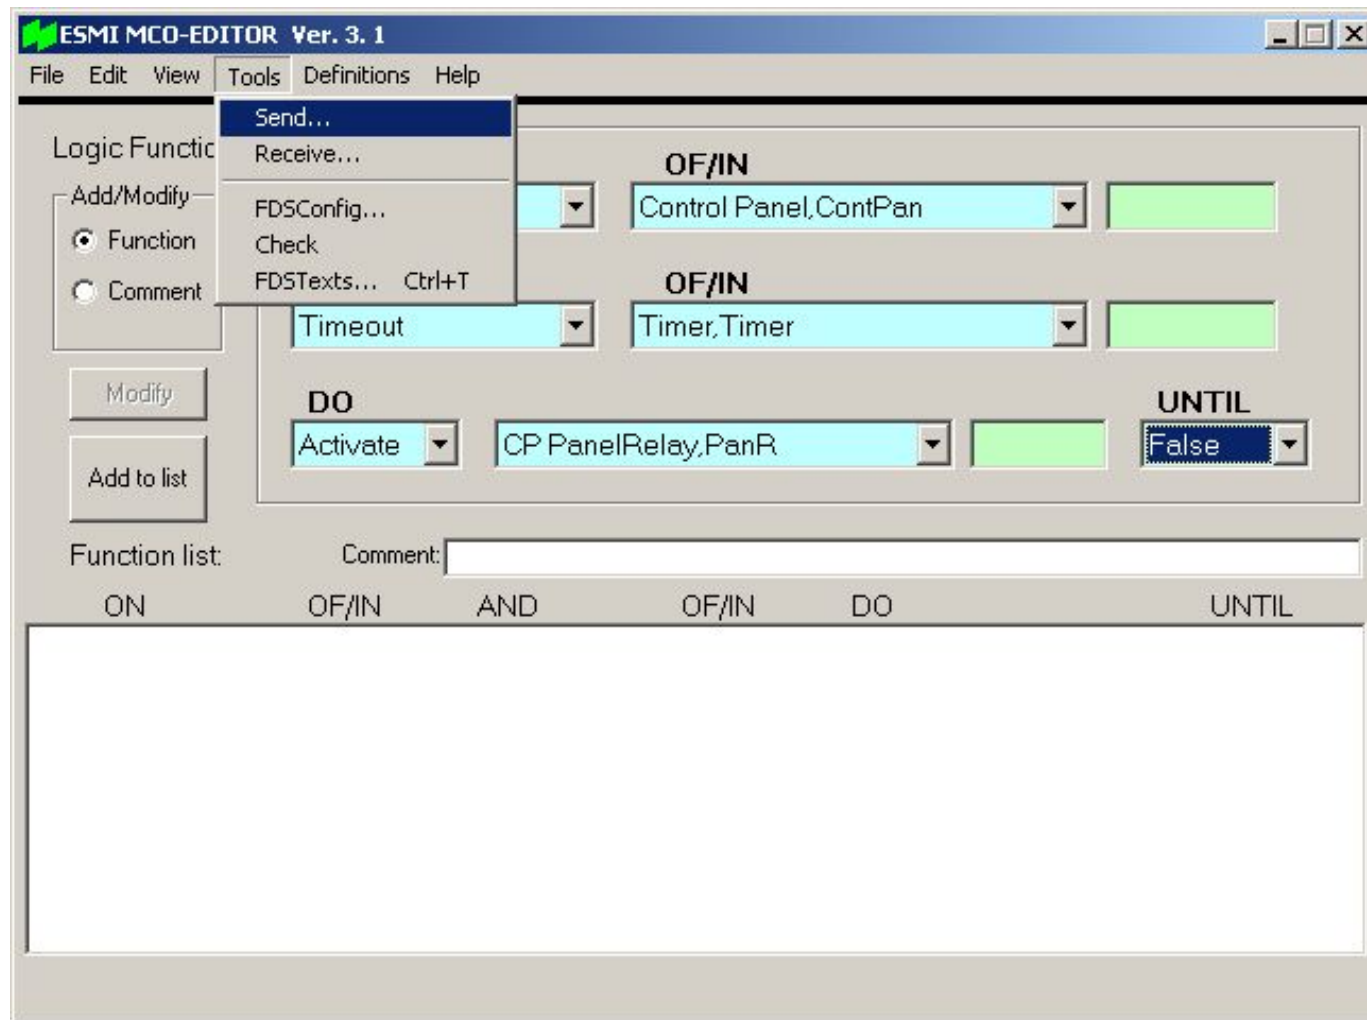 ESMI MCO-EDITOR Ver. 3. 1
File Edit View Tools Definitions Help
Send...
Receive...
FDSConfig...
Check
FDSTexts... Ctrl+T
Logic Functio
Add/Modify
Function
Comment
OF/IN
Control Panel,ContPan
OF/IN
Timeout Timer,Timer
Modify
Add to list
DO UNTIL
Activate CP PanelRelay,PanR False
Function list: Comment:
ON OF/IN AND OF/IN DO UNTIL